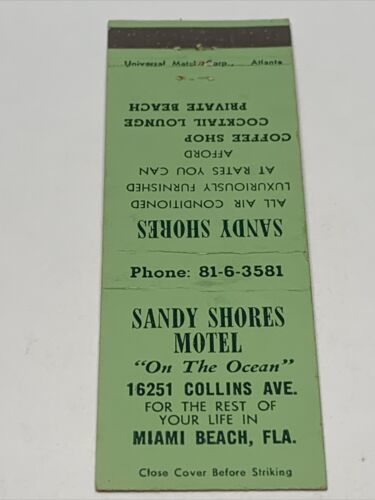 Universal Match Corp., Atlanta
SANDY SHORES
ALL AIR CONDITIONED
LUXURIOUSLY FURNISHED
AT RATES YOU CAN
AFFORD
COFFEE SHOP
COCKTAIL LOUNGE
PRIVATE BEACH
Phone: 81-6-3581
SANDY SHORES
MOTEL
"On The Ocean"
16251 COLLINS AVE.
FOR THE REST OF
YOUR LIFE IN
MIAMI BEACH, FLA.
Close Cover Before Striking